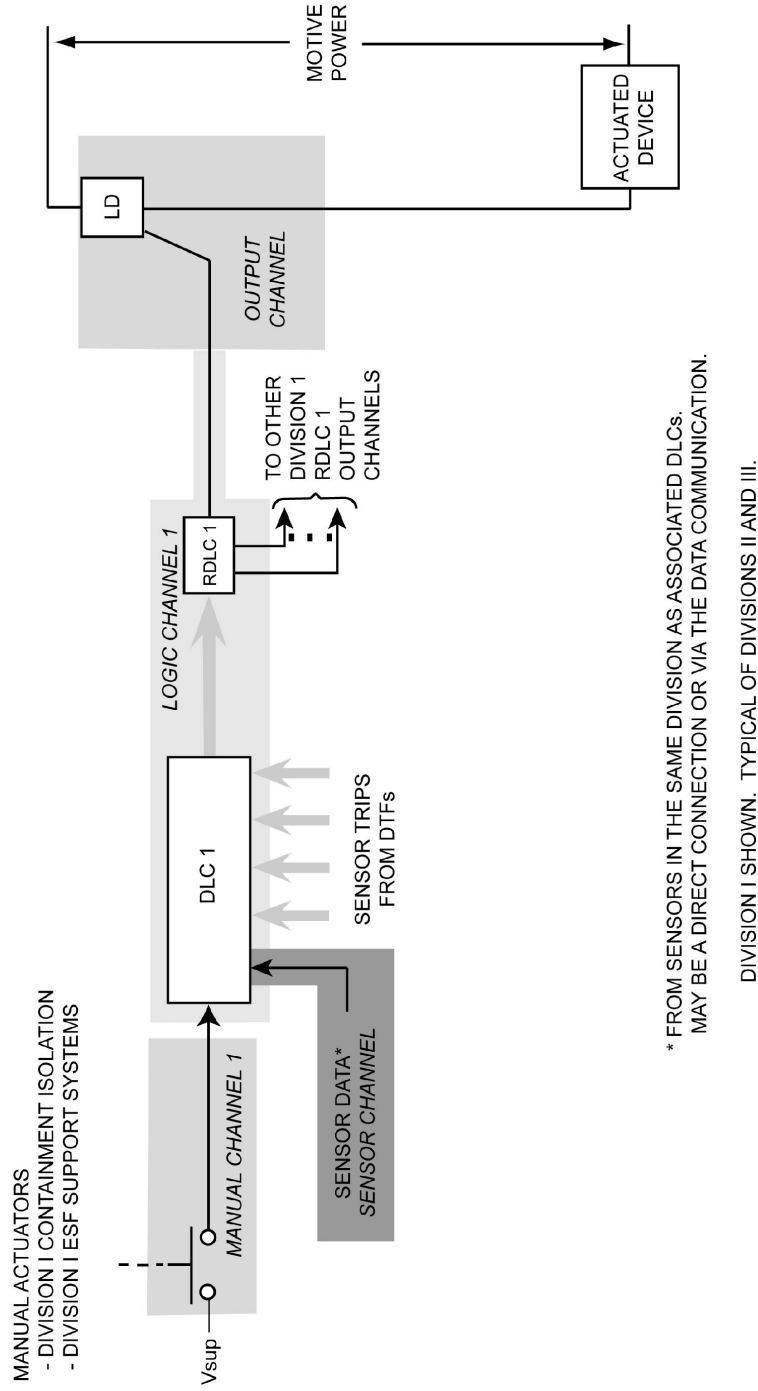 MANUAL ACTUATORS
- DIVISION I CONTAINMENT ISOLATION
- DIVISION I ESF SUPPORT SYSTEMS
Vsup
MANUAL CHANNEL 1
SENSOR DATA*
SENSOR CHANNEL
DLC 1
SENSOR TRIPS
FROM DTFs
LOGIC CHANNEL 1
RDLC 1
TO OTHER
DIVISION 1
RDLC 1
OUTPUT
CHANNELS
OUTPUT
CHANNEL
LD
MOTIVE
POWER
ACTUATED
DEVICE
* FROM SENSORS IN THE SAME DIVISION AS ASSOCIATED DLCs.
MAY BE A DIRECT CONNECTION OR VIA THE DATA COMMUNICATION.
DIVISION I SHOWN. TYPICAL OF DIVISIONS II AND III.